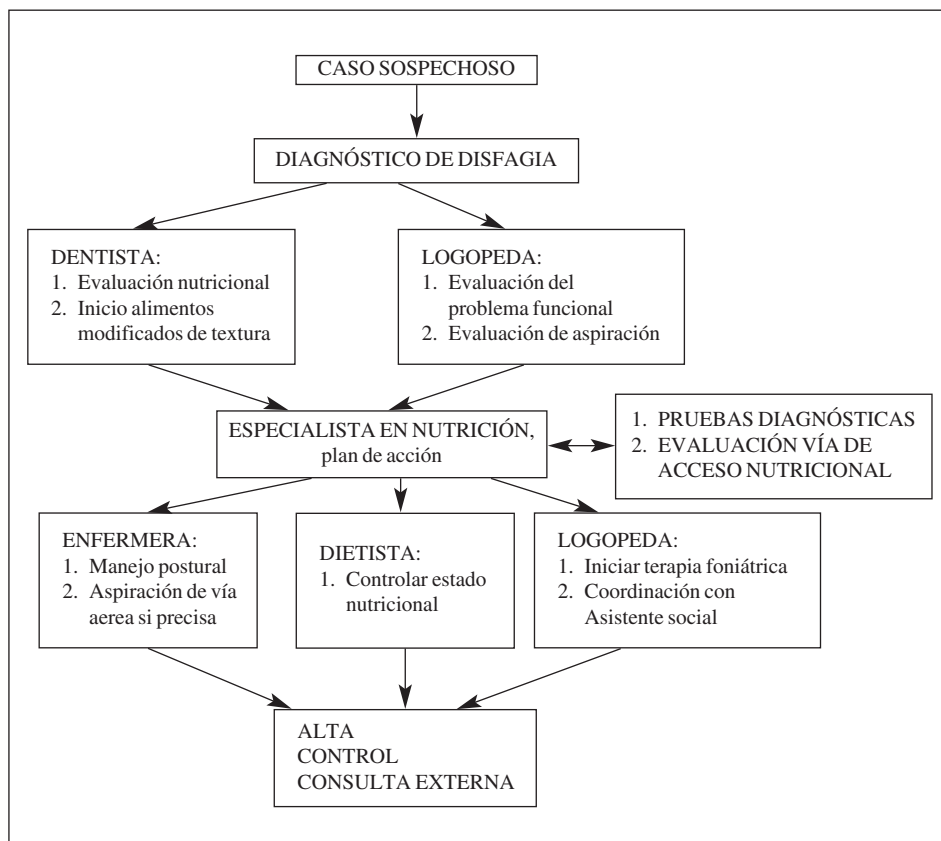 CASO SOSPECHOSO
DIAGNÓSTICO DE DISFAGIA
DENTISTA:
1. Evaluación nutricional
2. Inicio alimentos
modificados de textura
LOGOPEDA:
1. Evaluación del
problema funcional
2. Evaluación de aspiración
ESPECIALISTA EN NUTRICIÓN,
plan de acción
1. PRUEBAS DIAGNÓSTICAS
2. EVALUACIÓN VÍA DE
ACCESO NUTRICIONAL
ENFERMERA:
1. Manejo postural
2. Aspiración de vía
aerea si precisa
DIETISTA:
1. Controlar estado
nutricional
LOGOPEDA:
1. Iniciar terapia foniátrica
2. Coordinación con
Asistente social
ALTA
CONTROL
CONSULTA EXTERNA